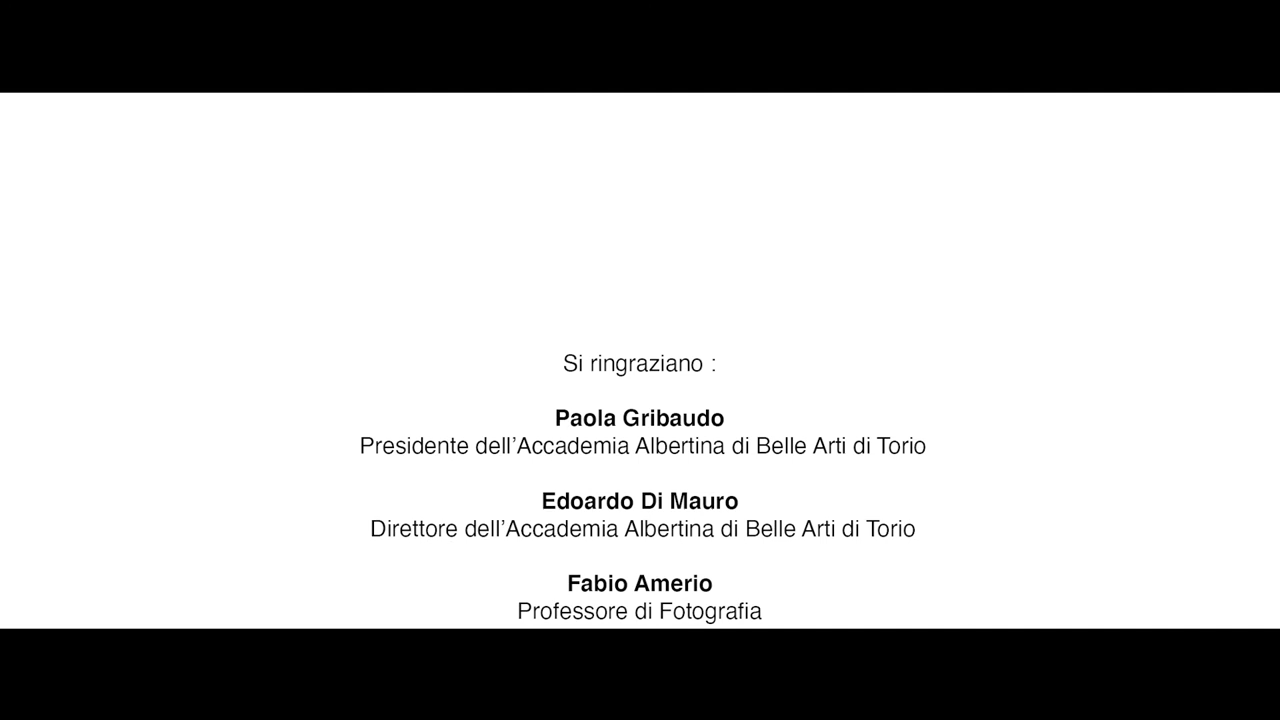 Si ringraziano :
Paola Gribaudo
Presidente dell'Accademia Albertina di Belle Arti di Torio
Edoardo Di Mauro
Direttore dell'Accademia Albertina di Belle Arti di Torio
Fabio Amerio
Professore di Fotografia